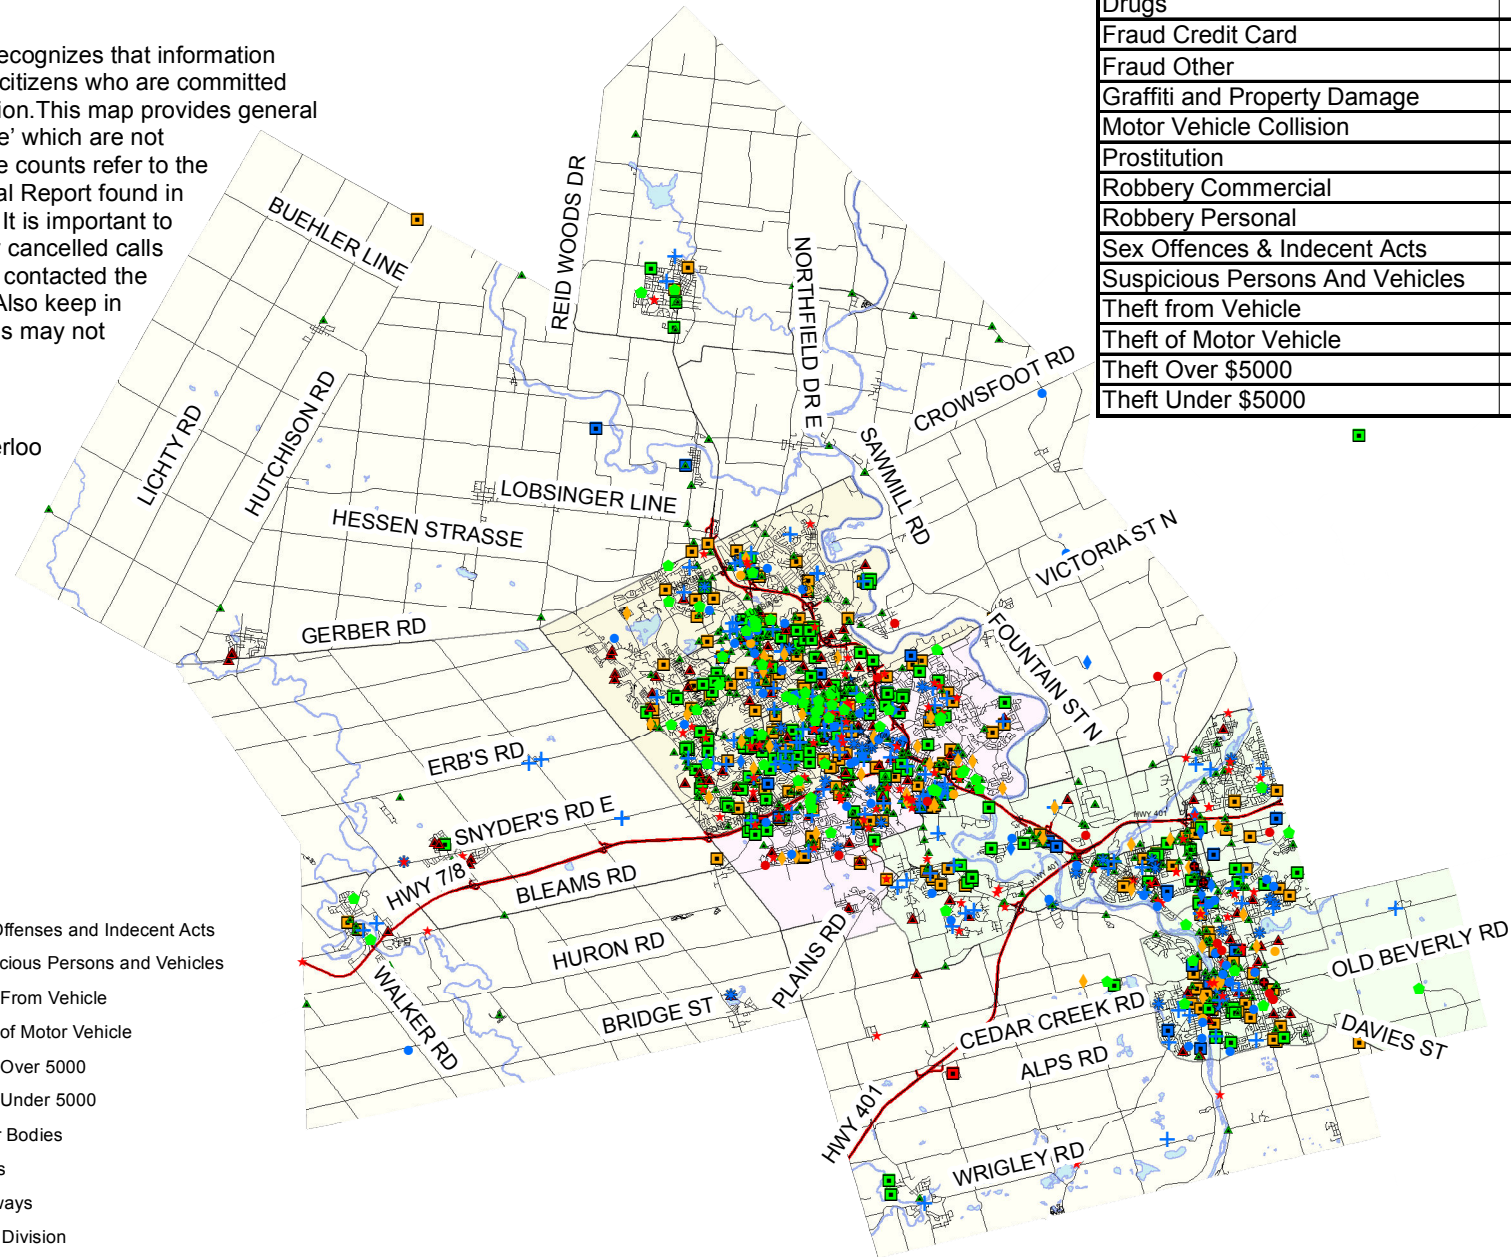 ecognizes that information
citizens who are committed
ion.This map provides general
e’ which are not
e counts refer to the
al Report found in
It is important to
r cancelled calls
contacted the
Also keep in
s may not
erloo
Drugs
Fraud Credit Card
Fraud Other
Graffiti and Property Damage
Motor Vehicle Collision
Prostitution
Robbery Commercial
Robbery Personal
Sex Offences & Indecent Acts
Suspicious Persons And Vehicles
Theft from Vehicle
Theft of Motor Vehicle
Theft Over $5000
Theft Under $5000
BUEHLER LINE
REID WOODS DR
NORTHFIELD DR E
CROWSFOOT RD
LICHTY RD
HUTCHISON RD
SAWMILL RD
LOBSINGER LINE
HESSEN STRASSE
VICTORIA ST N
GERBER RD
FOUNTAIN ST N
ERB'S RD
SNYDER'S RD E
HWY 401
HWY 7/8
BLEAMS RD
HWY 401
HURON RD
PLAINS RD
OLD BEVERLY RD
WALKER RD
BRIDGE ST
CEDAR CREEK RD
DAVIES ST
ALPS RD
HWY 401
WRIGLEY RD
Offenses and Indecent Acts
cious Persons and Vehicles
From Vehicle
of Motor Vehicle
Over 5000
Under 5000
r Bodies
s
ways
Division